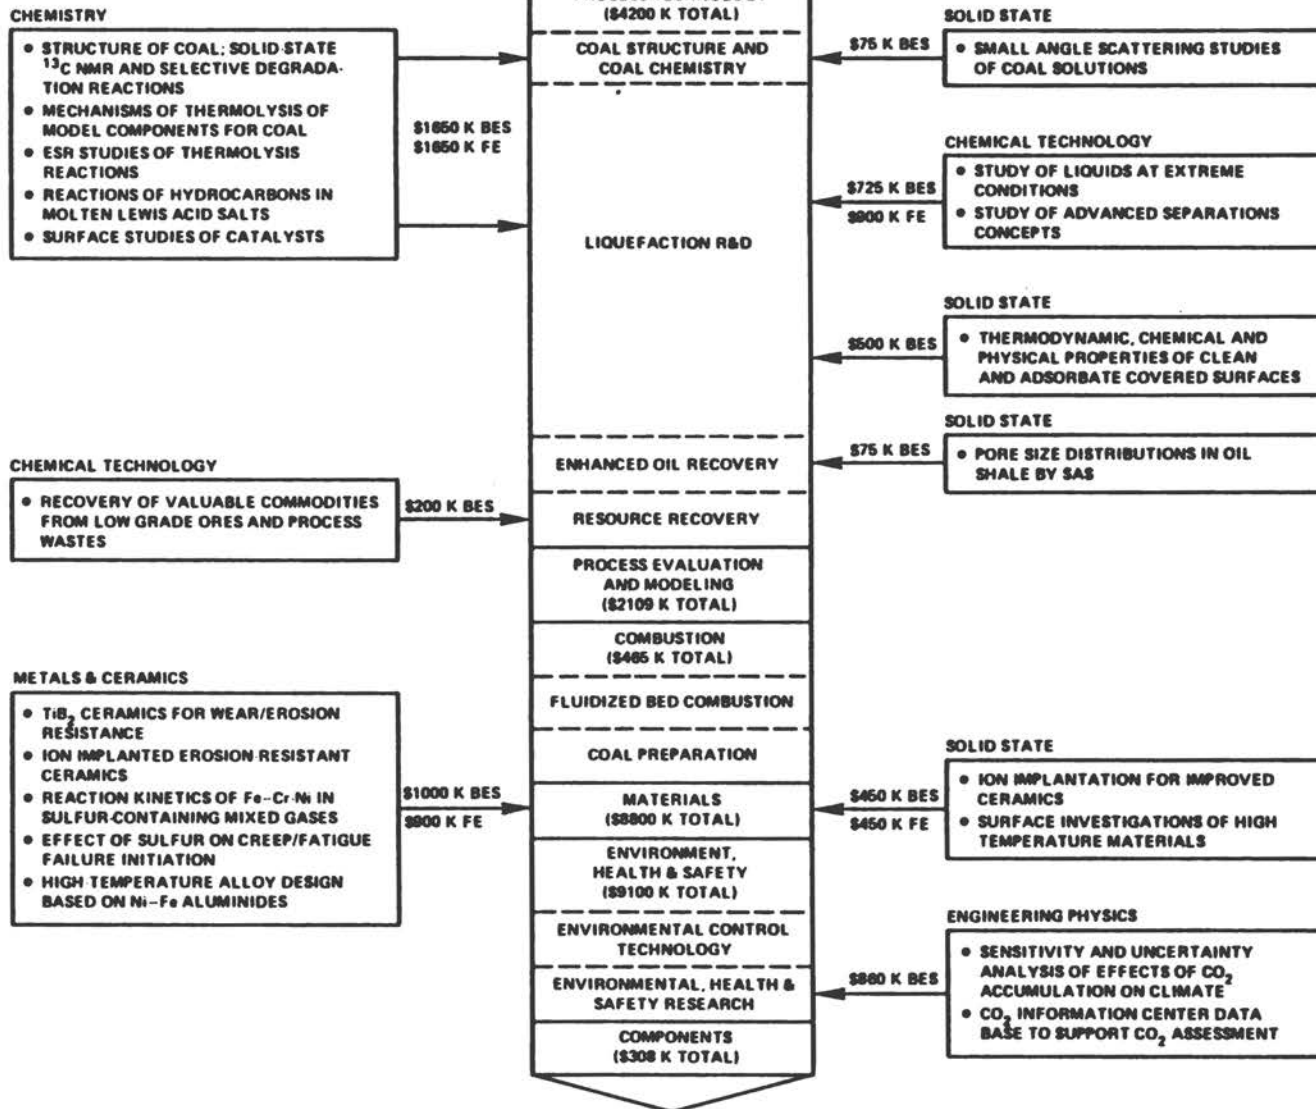 ($4200 K TOTAL)
COAL STRUCTURE AND
COAL CHEMISTRY
LIQUEFACTION R&D
ENHANCED OIL RECOVERY
RESOURCE RECOVERY
PROCESS EVALUATION
AND MODELING
($2109 K TOTAL)
COMBUSTION
($465 K TOTAL)
FLUIDIZED BED COMBUSTION
COAL PREPARATION
MATERIALS
($8800 K TOTAL)
ENVIRONMENT,
HEALTH & SAFETY
($9100 K TOTAL)
ENVIRONMENTAL CONTROL
TECHNOLOGY
ENVIRONMENTAL, HEALTH &
SAFETY RESEARCH
COMPONENTS
($308 K TOTAL)
CHEMISTRY
• STRUCTURE OF COAL; SOLID STATE
¹³C NMR AND SELECTIVE DEGRADA-
TION REACTIONS
• MECHANISMS OF THERMOLYSIS OF
MODEL COMPONENTS FOR COAL
• ESR STUDIES OF THERMOLYSIS
REACTIONS
• REACTIONS OF HYDROCARBONS IN
MOLTEN LEWIS ACID SALTS
• SURFACE STUDIES OF CATALYSTS
$1650 K BES
$1650 K FE
CHEMICAL TECHNOLOGY
• RECOVERY OF VALUABLE COMMODITIES
FROM LOW GRADE ORES AND PROCESS
WASTES
$200 K BES
METALS & CERAMICS
• TiB₂ CERAMICS FOR WEAR/EROSION
RESISTANCE
• ION IMPLANTED EROSION-RESISTANT
CERAMICS
• REACTION KINETICS OF Fe-Cr-Ni IN
SULFUR-CONTAINING MIXED GASES
• EFFECT OF SULFUR ON CREEP/FATIGUE
FAILURE INITIATION
• HIGH TEMPERATURE ALLOY DESIGN
BASED ON Ni-Fe ALUMINIDES
$1000 K BES
$900 K FE
SOLID STATE
$75 K BES
• SMALL ANGLE SCATTERING STUDIES
OF COAL SOLUTIONS
CHEMICAL TECHNOLOGY
$725 K BES
$900 K FE
• STUDY OF LIQUIDS AT EXTREME
CONDITIONS
• STUDY OF ADVANCED SEPARATIONS
CONCEPTS
SOLID STATE
$500 K BES
• THERMODYNAMIC, CHEMICAL AND
PHYSICAL PROPERTIES OF CLEAN
AND ADSORBATE COVERED SURFACES
SOLID STATE
$75 K BES
• PORE SIZE DISTRIBUTIONS IN OIL
SHALE BY SAS
SOLID STATE
$450 K BES
$450 K FE
• ION IMPLANTATION FOR IMPROVED
CERAMICS
• SURFACE INVESTIGATIONS OF HIGH
TEMPERATURE MATERIALS
ENGINEERING PHYSICS
$860 K BES
• SENSITIVITY AND UNCERTAINTY
ANALYSIS OF EFFECTS OF CO₂
ACCUMULATION ON CLIMATE
• CO₂ INFORMATION CENTER DATA
BASE TO SUPPORT CO₂ ASSESSMENT